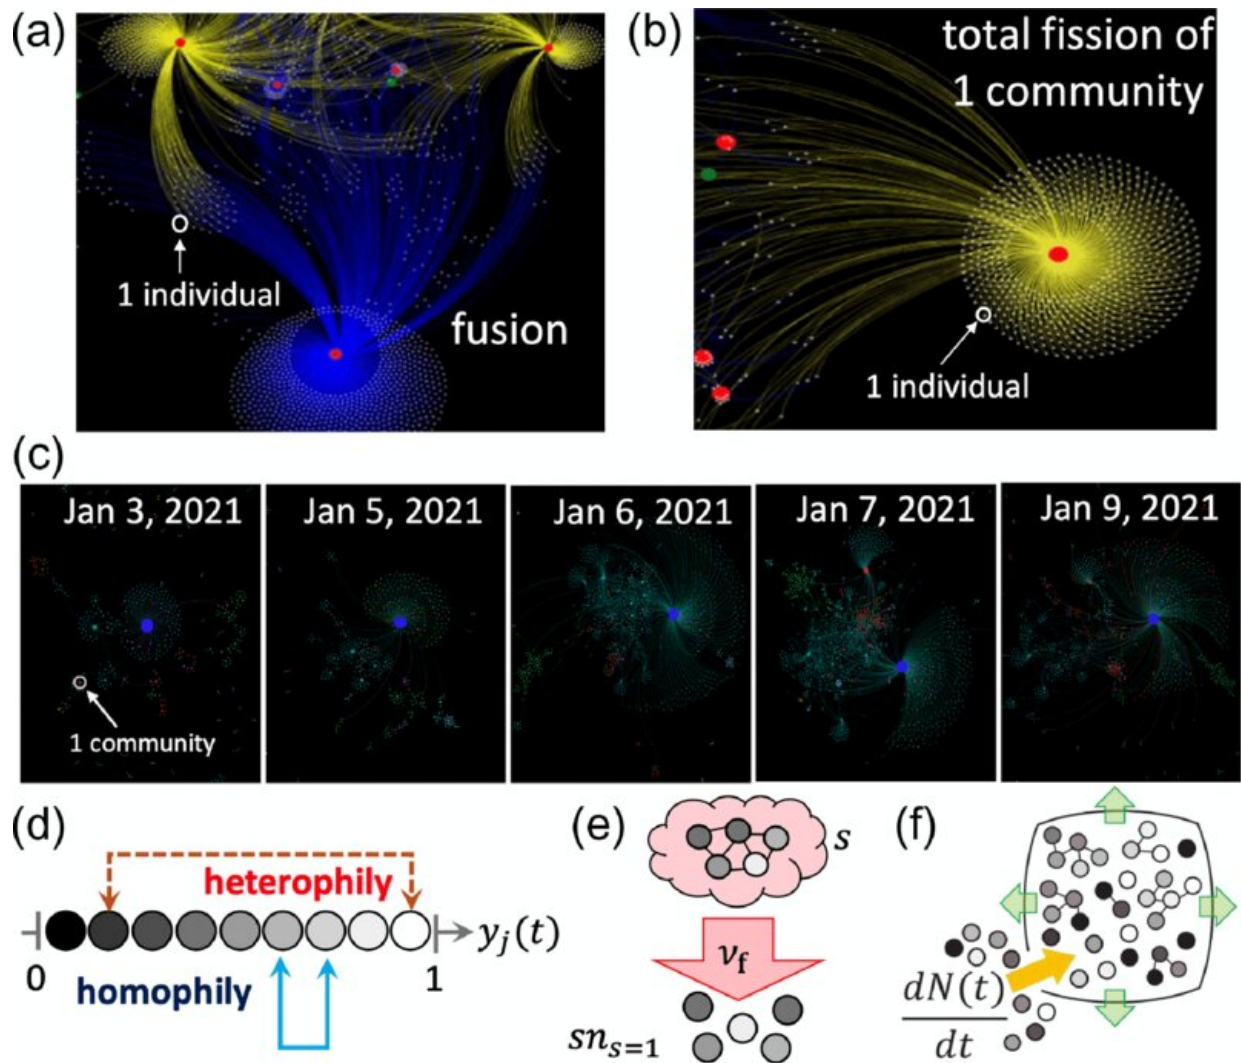 (a)
1 individual
fusion
(b)
total fission of
1 community
1 individual
(c)
Jan 3, 2021
1 community
Jan 5, 2021
Jan 6, 2021
Jan 7, 2021
Jan 9, 2021
(d)
heterophily
0
1
y_j(t)
homophily
(e)
s
ν_f
sn_{s=1}
(f)
dN(t)
dt